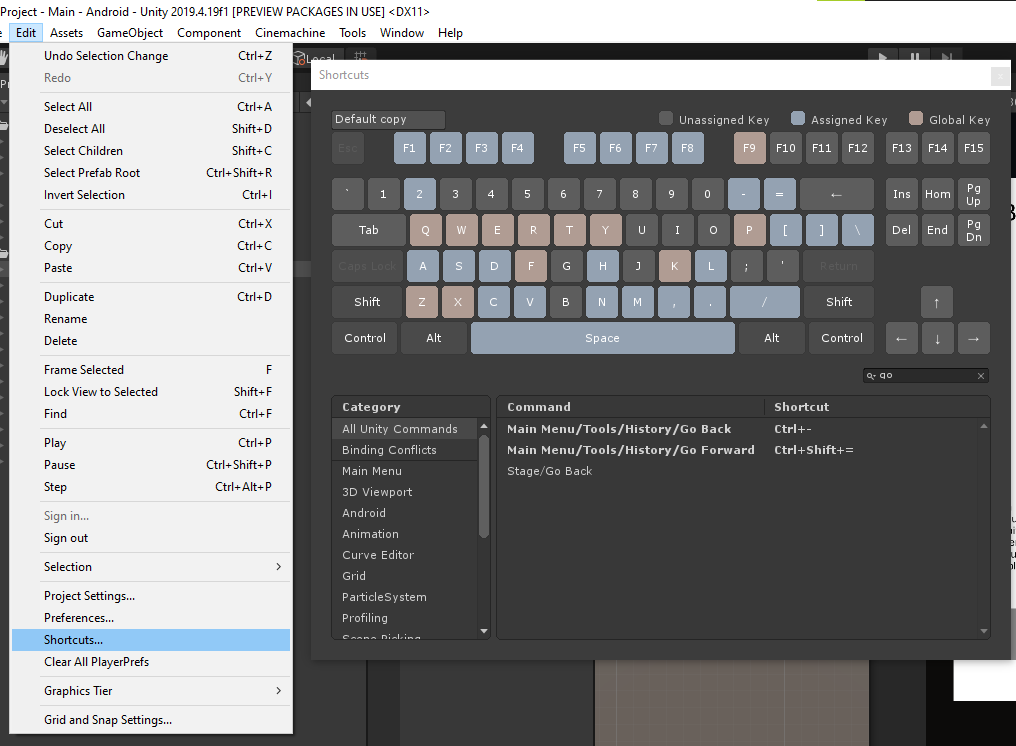 Project - Main - Android - Unity 2019.4.19f1 [PREVIEW PACKAGES IN USE] <DX11>
Edit Assets GameObject Component Cinemachine Tools Window Help
Undo Selection Change Ctrl+Z
Redo Ctrl+Y
Select All Ctrl+A
Deselect All Shift+D
Select Children Shift+C
Select Prefab Root Ctrl+Shift+R
Invert Selection Ctrl+I
Cut Ctrl+X
Copy Ctrl+C
Paste Ctrl+V
Duplicate Ctrl+D
Rename
Delete
Frame Selected F
Lock View to Selected Shift+F
Find Ctrl+F
Play Ctrl+P
Pause Ctrl+Shift+P
Step Ctrl+Alt+P
Sign in...
Sign out
Selection
Project Settings...
Preferences...
Shortcuts...
Clear All PlayerPrefs
Graphics Tier
Grid and Snap Settings...
Local
Shortcuts
Default copy Unassigned Key Assigned Key Global Key
Esc F1 F2 F3 F4 F5 F6 F7 F8 F9 F10 F11 F12 F13 F14 F15
` 1 2 3 4 5 6 7 8 9 0 - = ← Ins Hom Pg Up
Tab Q W E R T Y U I O P [ ] \ Del End Pg Dn
Caps Lock A S D F G H J K L ; ' Return
Shift Z X C V B N M , . / Shift ↑
Control Alt Space Alt Control ← ↓ →
go
Category
All Unity Commands
Binding Conflicts
Main Menu
3D Viewport
Android
Animation
Curve Editor
Grid
ParticleSystem
Profiling
Scene Picking
Command Shortcut
Main Menu/Tools/History/Go Back Ctrl+-
Main Menu/Tools/History/Go Forward Ctrl+Shift+=
Stage/Go Back